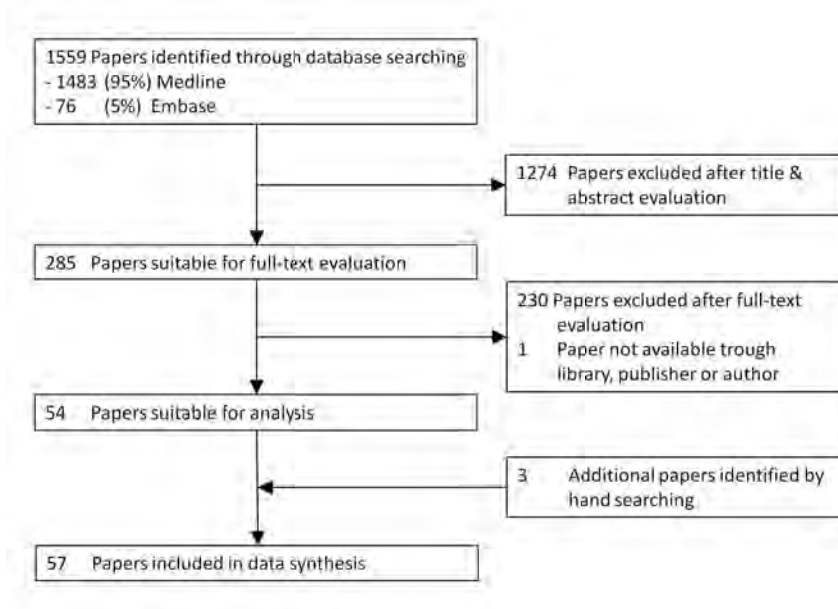 1559 Papers identified through database searching
- 1483 (95%) Medline
- 76 (5%) Embase
1274 Papers excluded after title &
abstract evaluation
285 Papers suitable for full-text evaluation
230 Papers excluded after full-text
evaluation
1 Paper not available trough
library, publisher or author
54 Papers suitable for analysis
3 Additional papers identified by
hand searching
57 Papers included in data synthesis